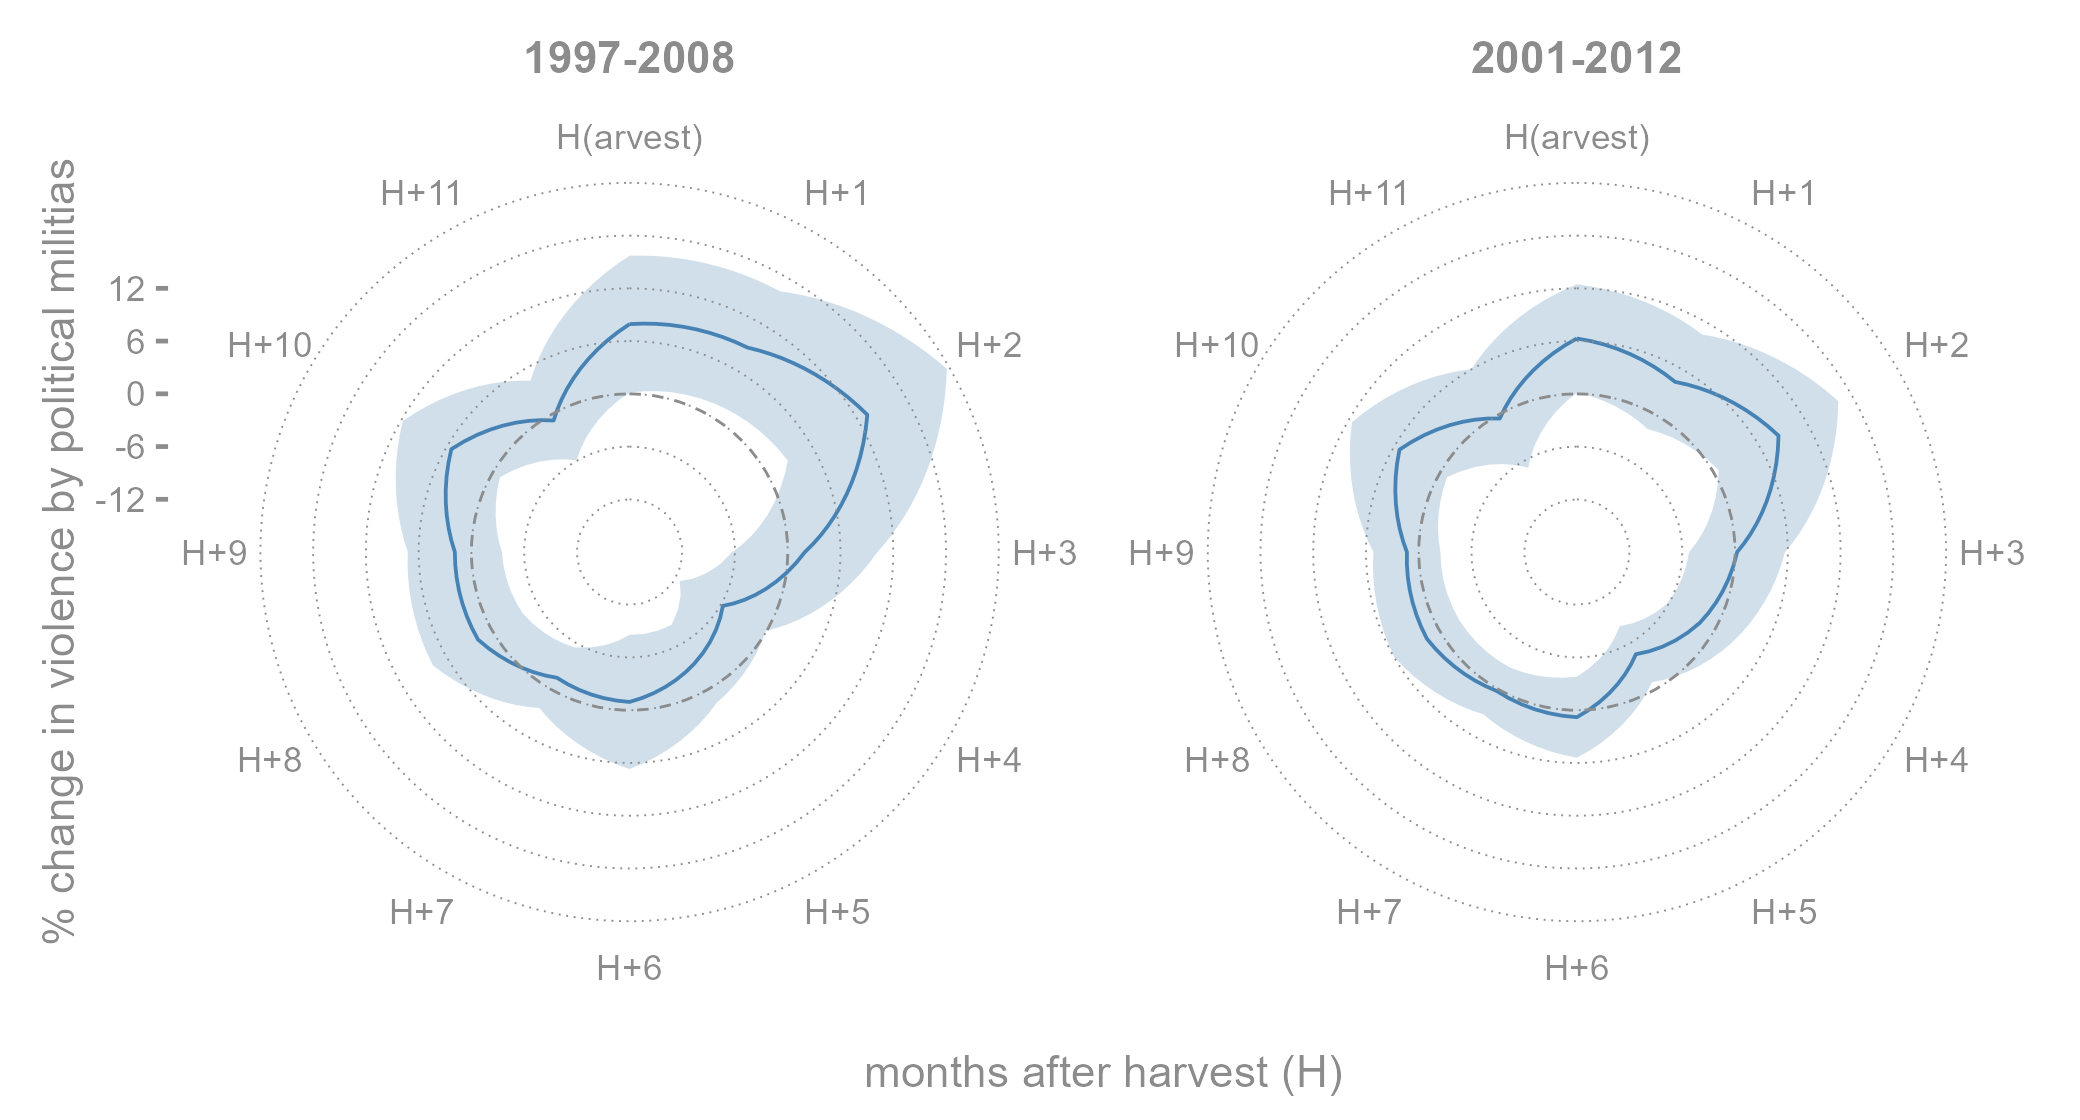 1997-2008
2001-2012
H(arvest)
H+1
H+2
H+3
H+4
H+5
H+6
H+7
H+8
H+9
H+10
H+11
H(arvest)
H+1
H+2
H+3
H+4
H+5
H+6
H+7
H+8
H+9
H+10
H+11
12
6
0
-6
-12
% change in violence by political militias
months after harvest (H)